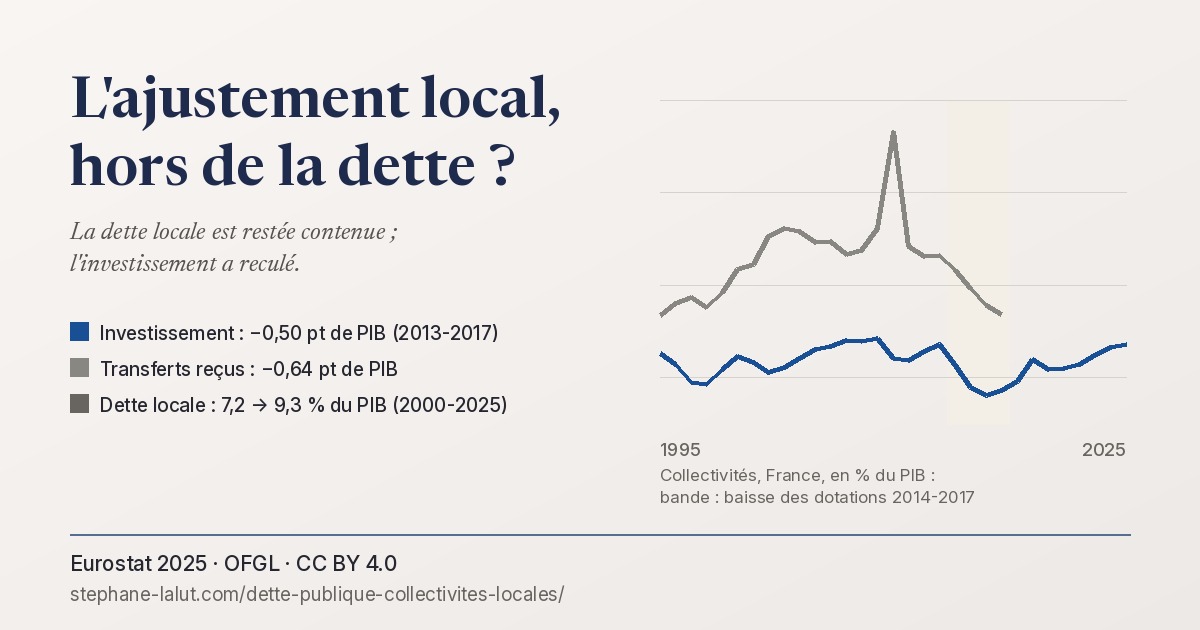 L'ajustement local,
hors de la dette ?
La dette locale est restée contenue ;
l'investissement a reculé.
Investissement : −0,50 pt de PIB (2013-2017)
Transferts reçus : −0,64 pt de PIB
Dette locale : 7,2 → 9,3 % du PIB (2000-2025)
1995
2025
Collectivités, France, en % du PIB :
bande : baisse des dotations 2014-2017
Eurostat 2025 · OFGL · CC BY 4.0
stephane-lalut.com/dette-publique-collectivites-locales/